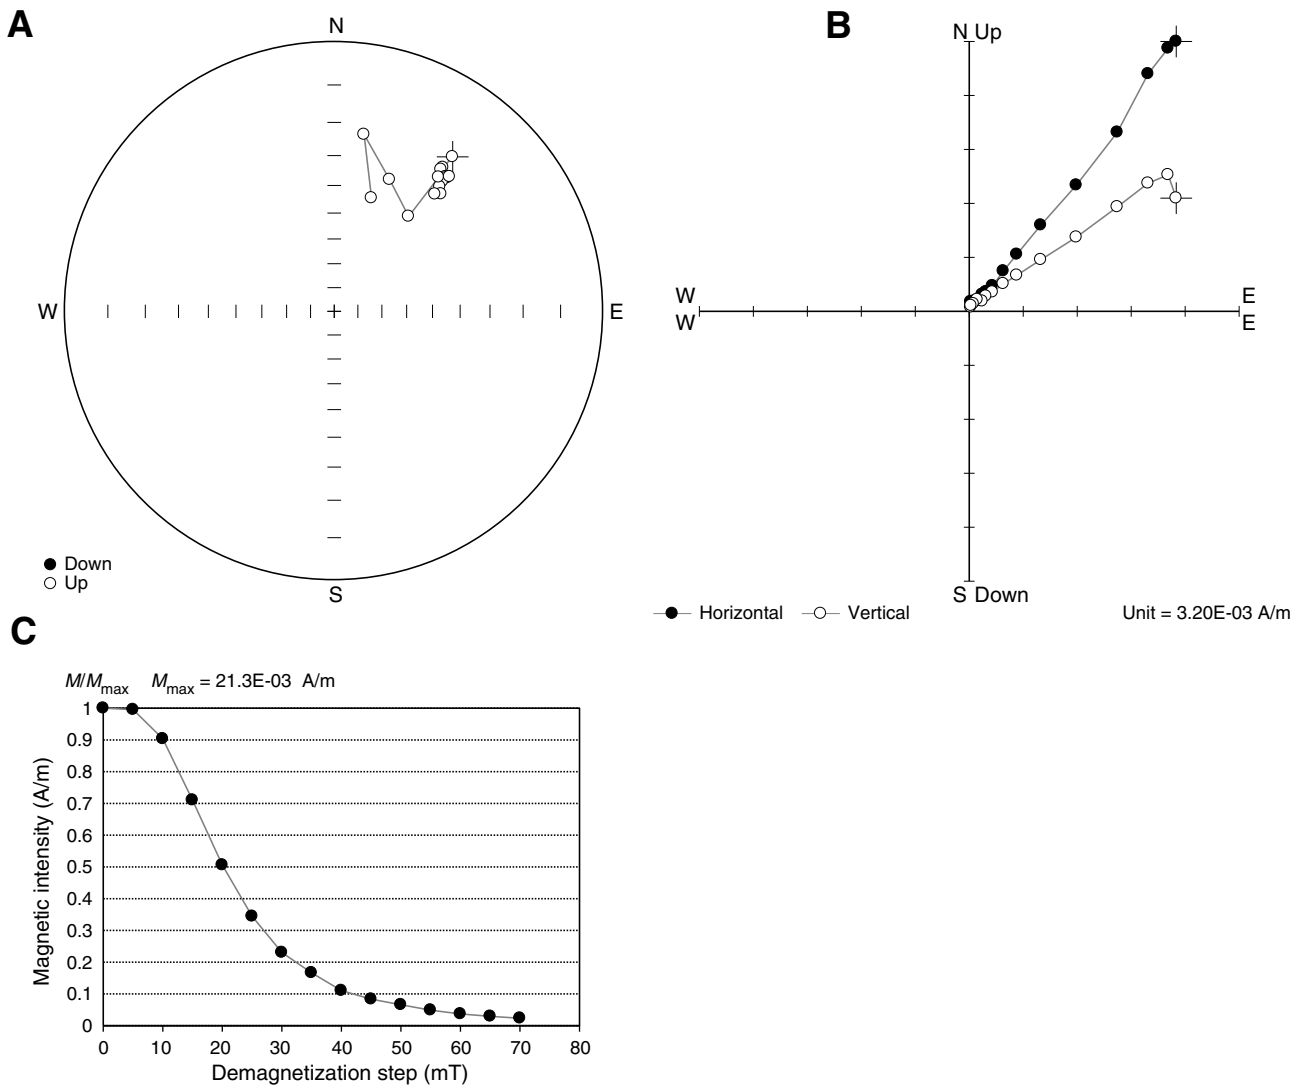 A
N
W
E
S
Down
Up
B
N Up
W
E
W
E
S Down
Horizontal
Vertical
Unit = 3.20E-03 A/m
C
M/Mmax Mmax = 21.3E-03 A/m
1
0.9
0.8
0.7
0.6
0.5
0.4
0.3
0.2
0.1
0
Magnetic intensity (A/m)
0 10 20 30 40 50 60 70 80
Demagnetization step (mT)